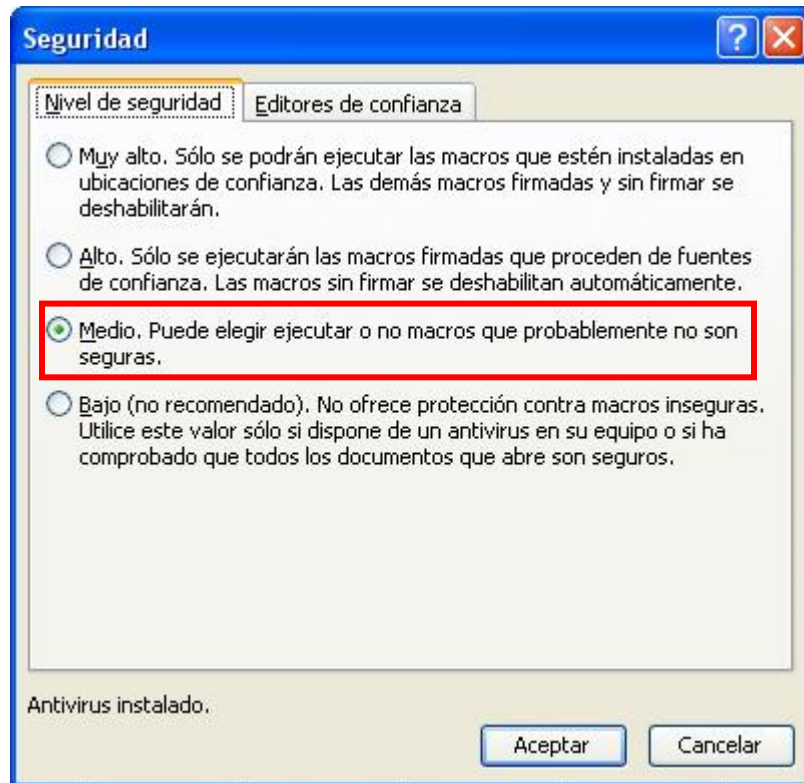 Seguridad
Nivel de seguridad
Editores de confianza
Muy alto. Sólo se podrán ejecutar las macros que estén instaladas en
ubicaciones de confianza. Las demás macros firmadas y sin firmar se
deshabilitarán.
Alto. Sólo se ejecutarán las macros firmadas que proceden de fuentes
de confianza. Las macros sin firmar se deshabilitan automáticamente.
Medio. Puede elegir ejecutar o no macros que probablemente no son
seguras.
Bajo (no recomendado). No ofrece protección contra macros inseguras.
Utilice este valor sólo si dispone de un antivirus en su equipo o si ha
comprobado que todos los documentos que abre son seguros.
Antivirus instalado.
Aceptar
Cancelar